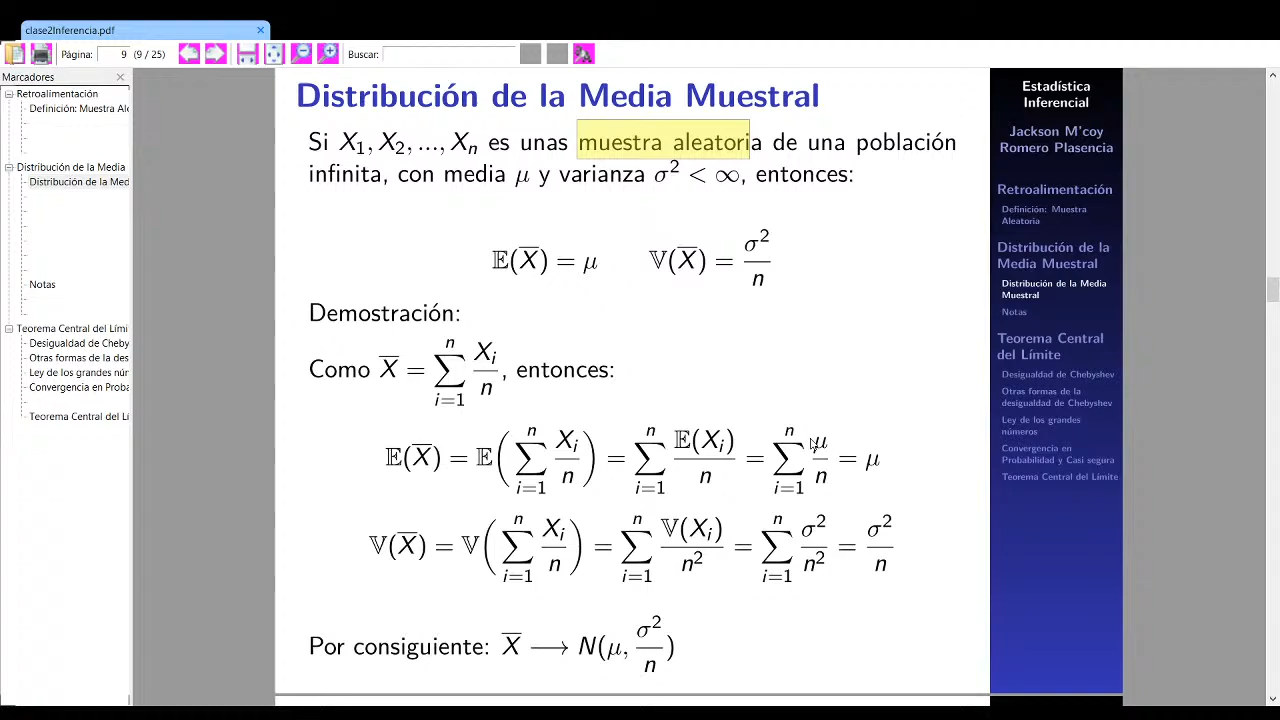 clase2Inferencia.pdf
Página: 9 (9 / 25) Buscar:
Marcadores
Retroalimentación
Definición: Muestra Ale
Distribución de la Media
Distribución de la Med
Notas
Teorema Central del Lími
Desigualdad de Cheby
Otras formas de la des
Ley de los grandes nún
Convergencia en Proba
Teorema Central del Lí
Distribución de la Media Muestral
Si X₁, X₂, ..., Xₙ es unas muestra aleatoria de una población
infinita, con media μ y varianza σ² < ∞, entonces:
𝔼(X̅) = μ 𝕍(X̅) = σ²/n
Demostración:
Como X̅ = ∑ᵢ₌₁ⁿ Xᵢ/n, entonces:
𝔼(X̅) = 𝔼(∑ᵢ₌₁ⁿ Xᵢ/n) = ∑ᵢ₌₁ⁿ 𝔼(Xᵢ)/n = ∑ᵢ₌₁ⁿ μ/n = μ
𝕍(X̅) = 𝕍(∑ᵢ₌₁ⁿ Xᵢ/n) = ∑ᵢ₌₁ⁿ 𝕍(Xᵢ)/n² = ∑ᵢ₌₁ⁿ σ²/n² = σ²/n
Por consiguiente: X̅ ⟶ N(μ, σ²/n)
Estadística
Inferencial
Jackson M'coy
Romero Plasencia
Retroalimentación
Definición: Muestra
Aleatoria
Distribución de la
Media Muestral
Distribución de la Media
Muestral
Notas
Teorema Central
del Límite
Desigualdad de Chebyshev
Otras formas de la
desigualdad de Chebyshev
Ley de los grandes
números
Convergencia en
Probabilidad y Casi segura
Teorema Central del Límite